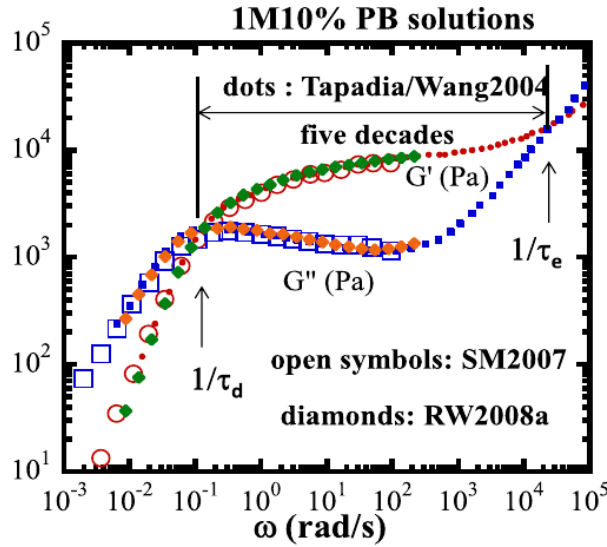 1M10% PB solutions
10^5
dots : Tapadia/Wang2004
10^4
five decades
G' (Pa)
10^3
1/τ_e
G'' (Pa)
10^2
1/τ_d
open symbols: SM2007
diamonds: RW2008a
10^1
10^-3 10^-2 10^-1 10^0 10^1 10^2 10^3 10^4 10^5
ω (rad/s)